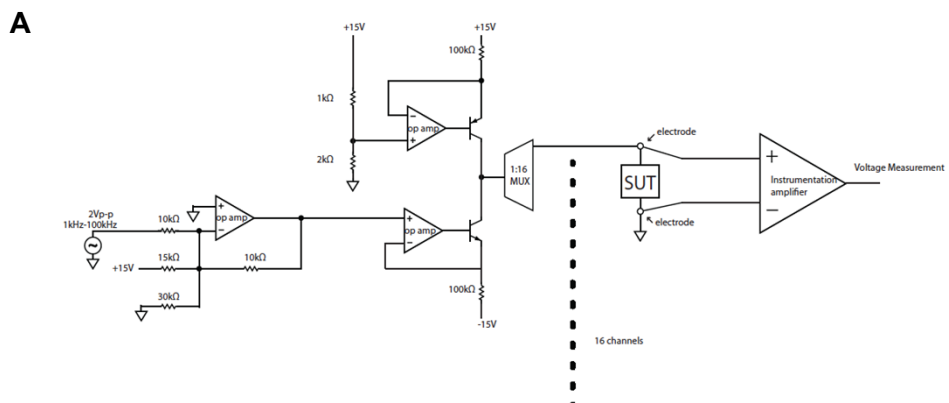 A
+15V
+15V
100kΩ
1kΩ
−
op amp
+
2kΩ
electrode
1:16
MUX
SUT
+
Instrumentation
amplifier
−
Voltage Measurement
electrode
2Vp-p
1kHz-100kHz
10kΩ
+
op amp
−
+
op amp
−
15kΩ
+15V
10kΩ
30kΩ
100kΩ
-15V
16 channels